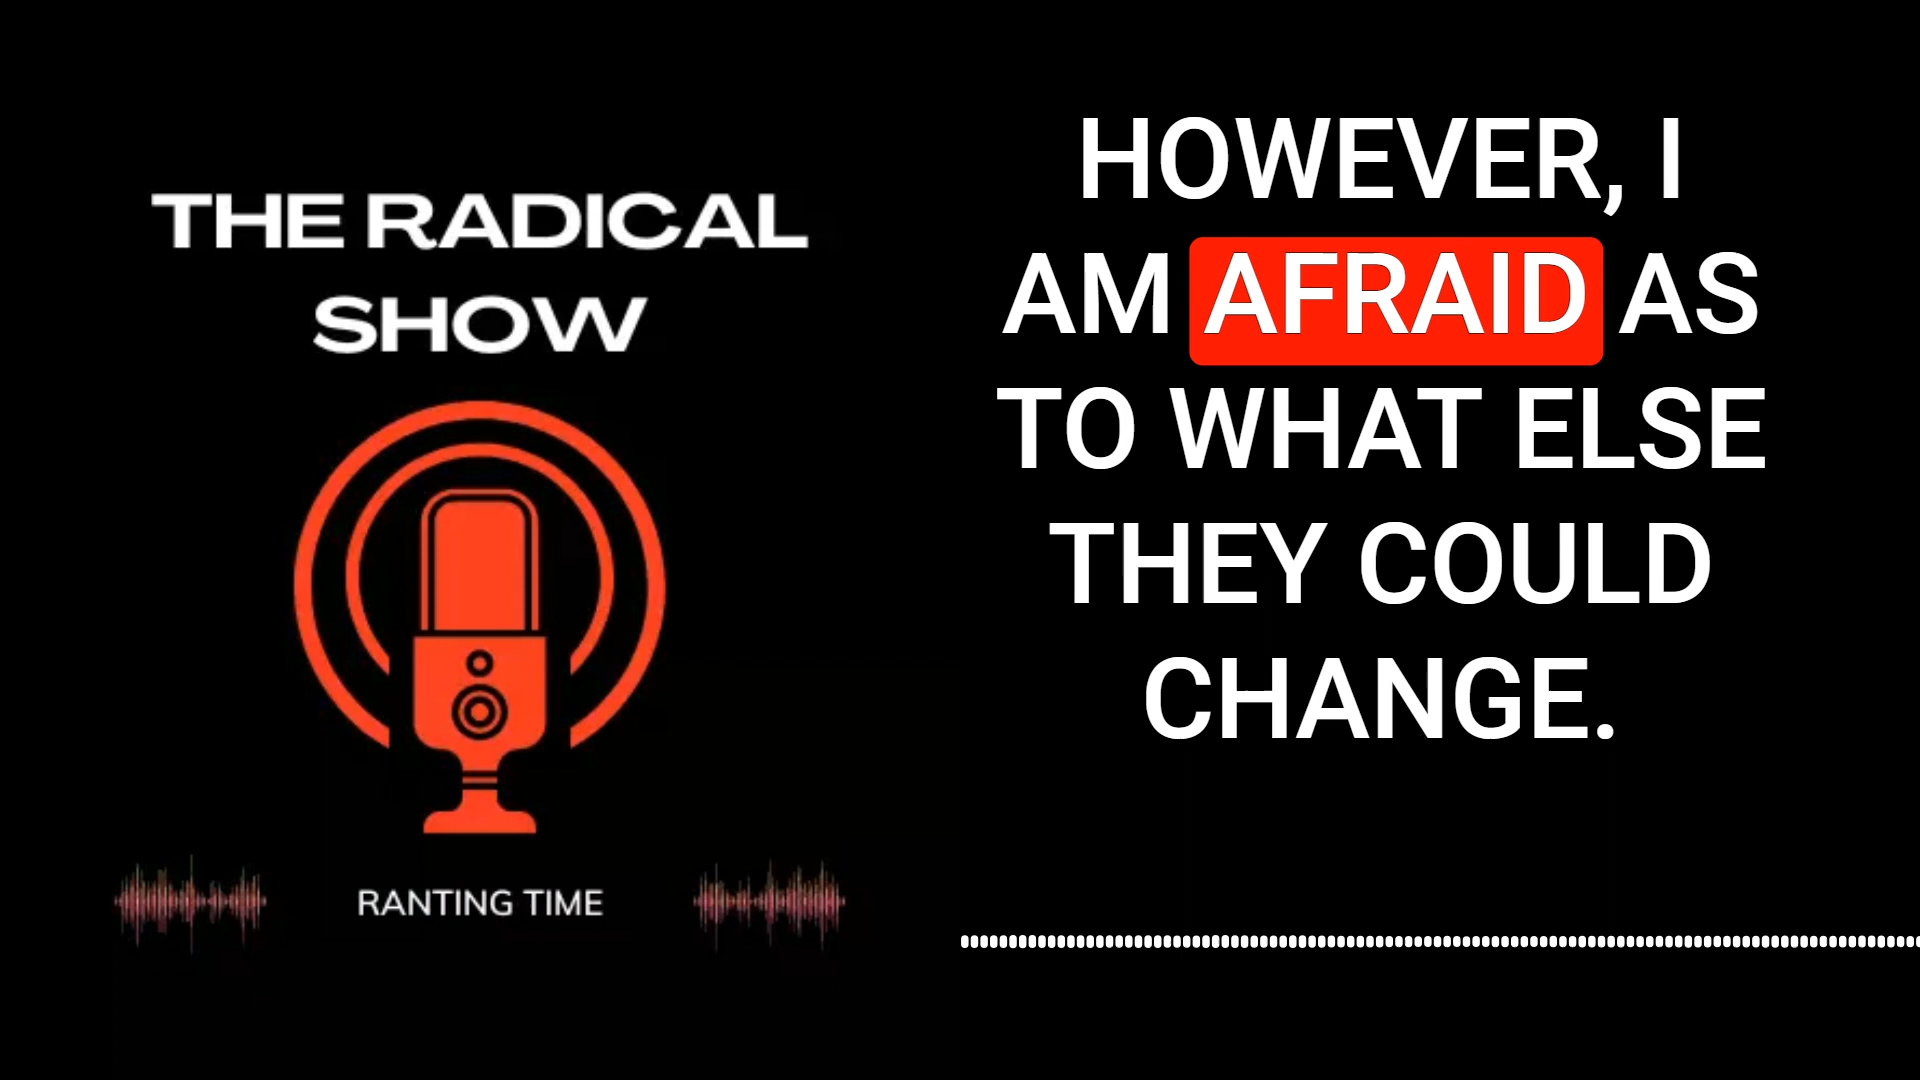 THE RADICAL
SHOW
RANTING TIME
HOWEVER, I
AM AFRAID AS
TO WHAT ELSE
THEY COULD
CHANGE.